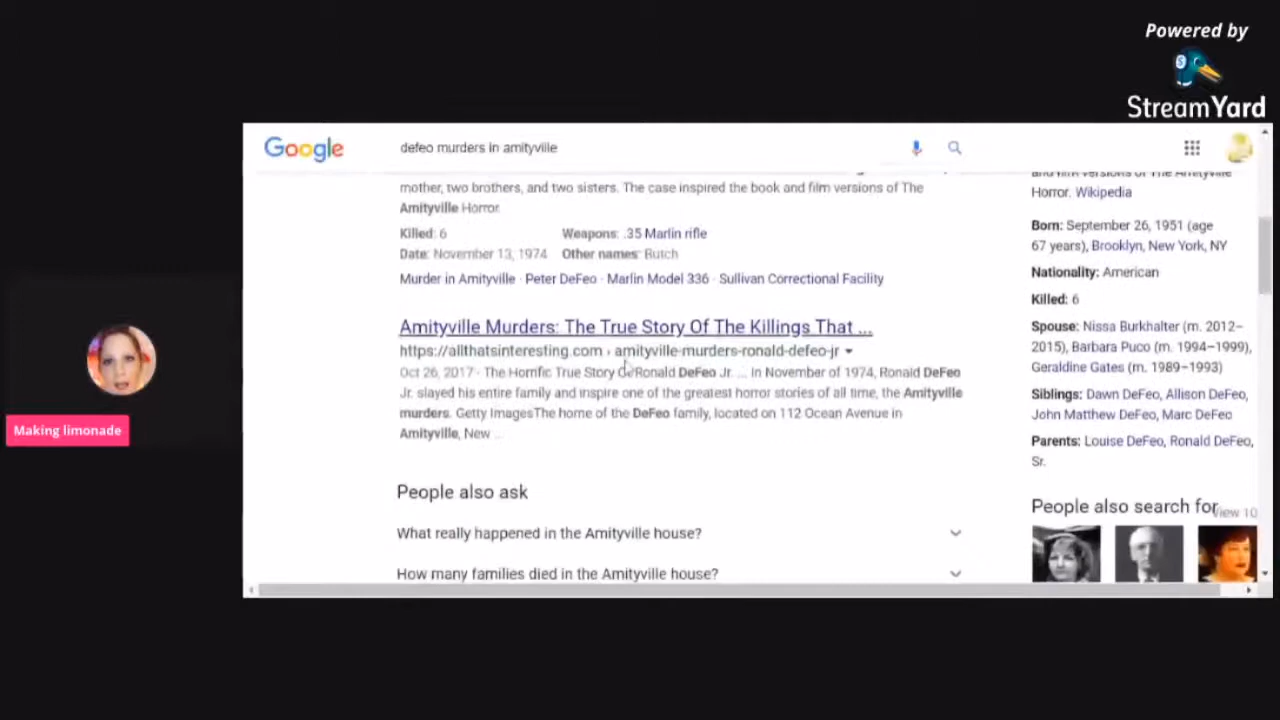 Powered by
StreamYard
Google
defeo murders in amityville
mother, two brothers, and two sisters. The case inspired the book and film versions of The
Amityville Horror.
Killed: 6
Weapons: .35 Marlin rifle
Date: November 13, 1974
Other names: Butch
Murder in Amityville · Peter DeFeo · Marlin Model 336 · Sullivan Correctional Facility
Amityville Murders: The True Story Of The Killings That ...
https://allthatsinteresting.com › amityville-murders-ronald-defeo-jr
Oct 26, 2017 - The Horrific True Story Of Ronald DeFeo Jr. ... In November of 1974, Ronald DeFeo
Jr. slayed his entire family and inspire one of the greatest horror stories of all time, the Amityville
murders. Getty ImagesThe home of the DeFeo family, located on 112 Ocean Avenue in
Amityville, New ...
People also ask
What really happened in the Amityville house?
How many families died in the Amityville house?
and film versions of The Amityville
Horror. Wikipedia
Born: September 26, 1951 (age
67 years), Brooklyn, New York, NY
Nationality: American
Killed: 6
Spouse: Nissa Burkhalter (m. 2012–
2015), Barbara Puco (m. 1994–1999),
Geraldine Gates (m. 1989–1993)
Siblings: Dawn DeFeo, Allison DeFeo,
John Matthew DeFeo, Marc DeFeo
Parents: Louise DeFeo, Ronald DeFeo,
Sr.
People also search for
View 10
Making limonade